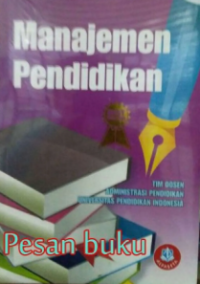 Manajemen
Pendidikan
TIM DOSEN
ADMINISTRASI PENDIDIKAN
UNIVERSITAS PENDIDIKAN INDONESIA
Pesan buku